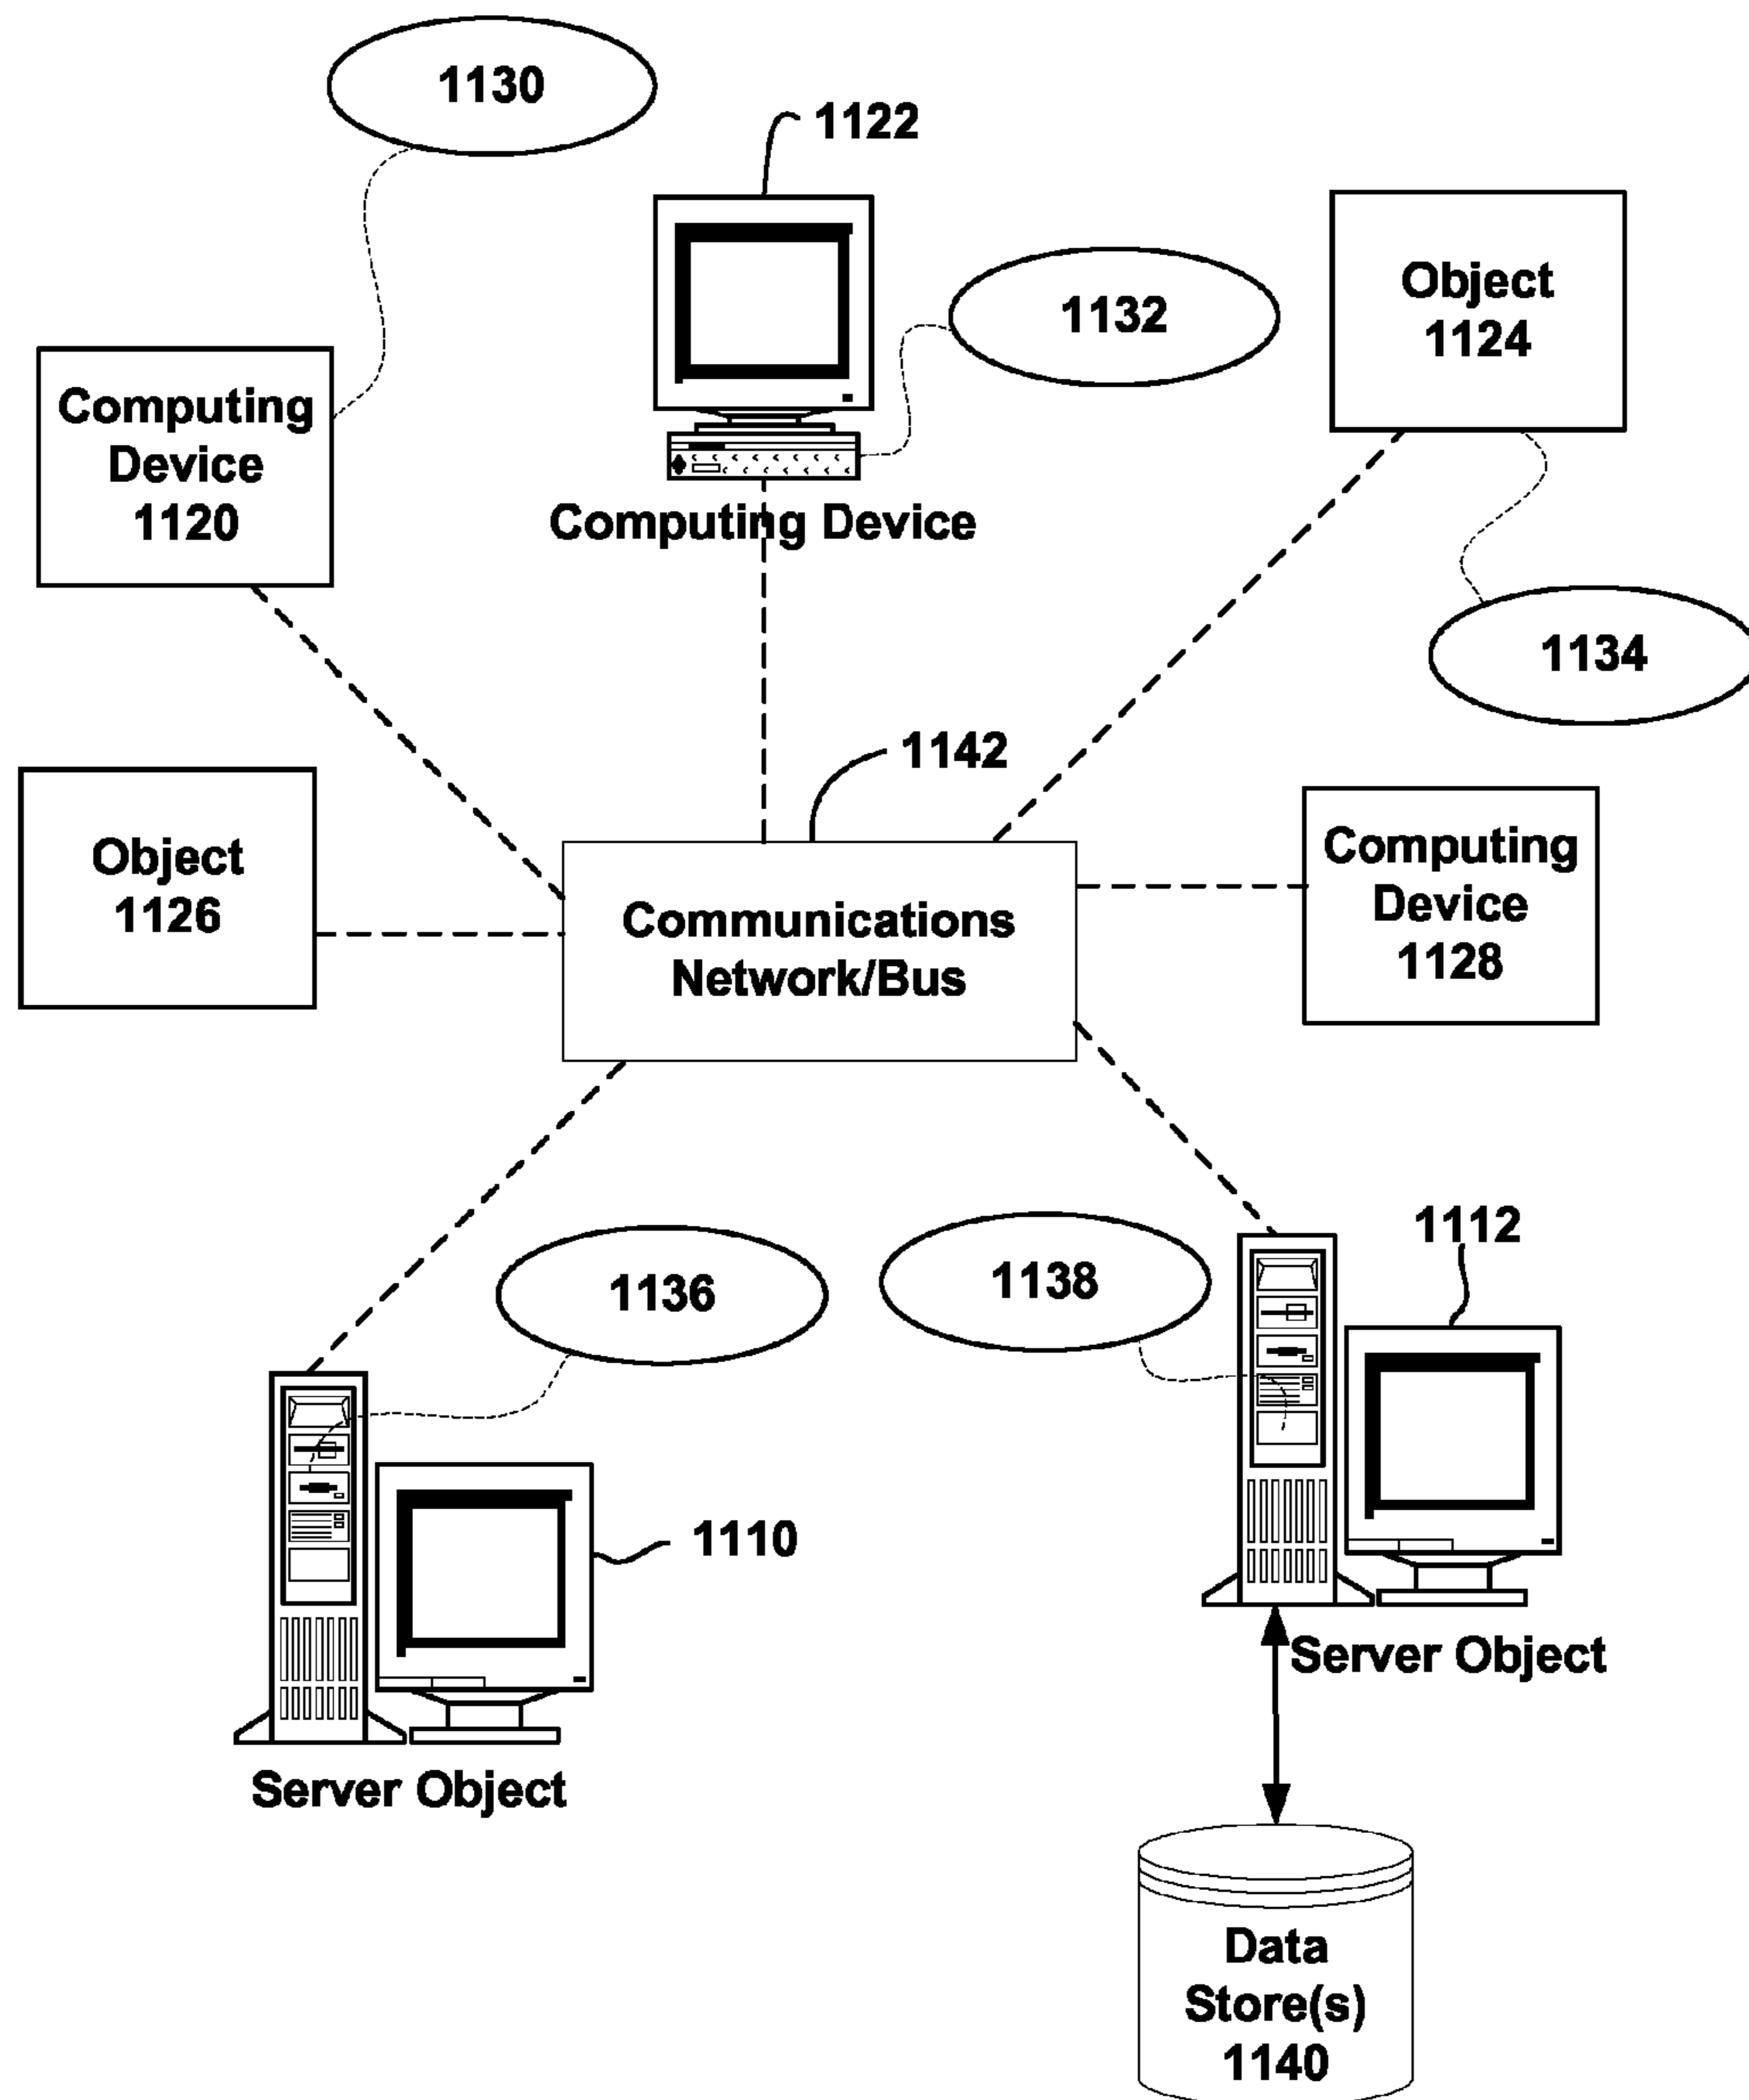 1130
1122
Object
1124
1132
Computing
Device
1120
Computing Device
1134
1142
Object
1126
Computing
Device
1128
Communications
Network/Bus
1112
1136
1138
1110
Server Object
Server Object
Data
Store(s)
1140